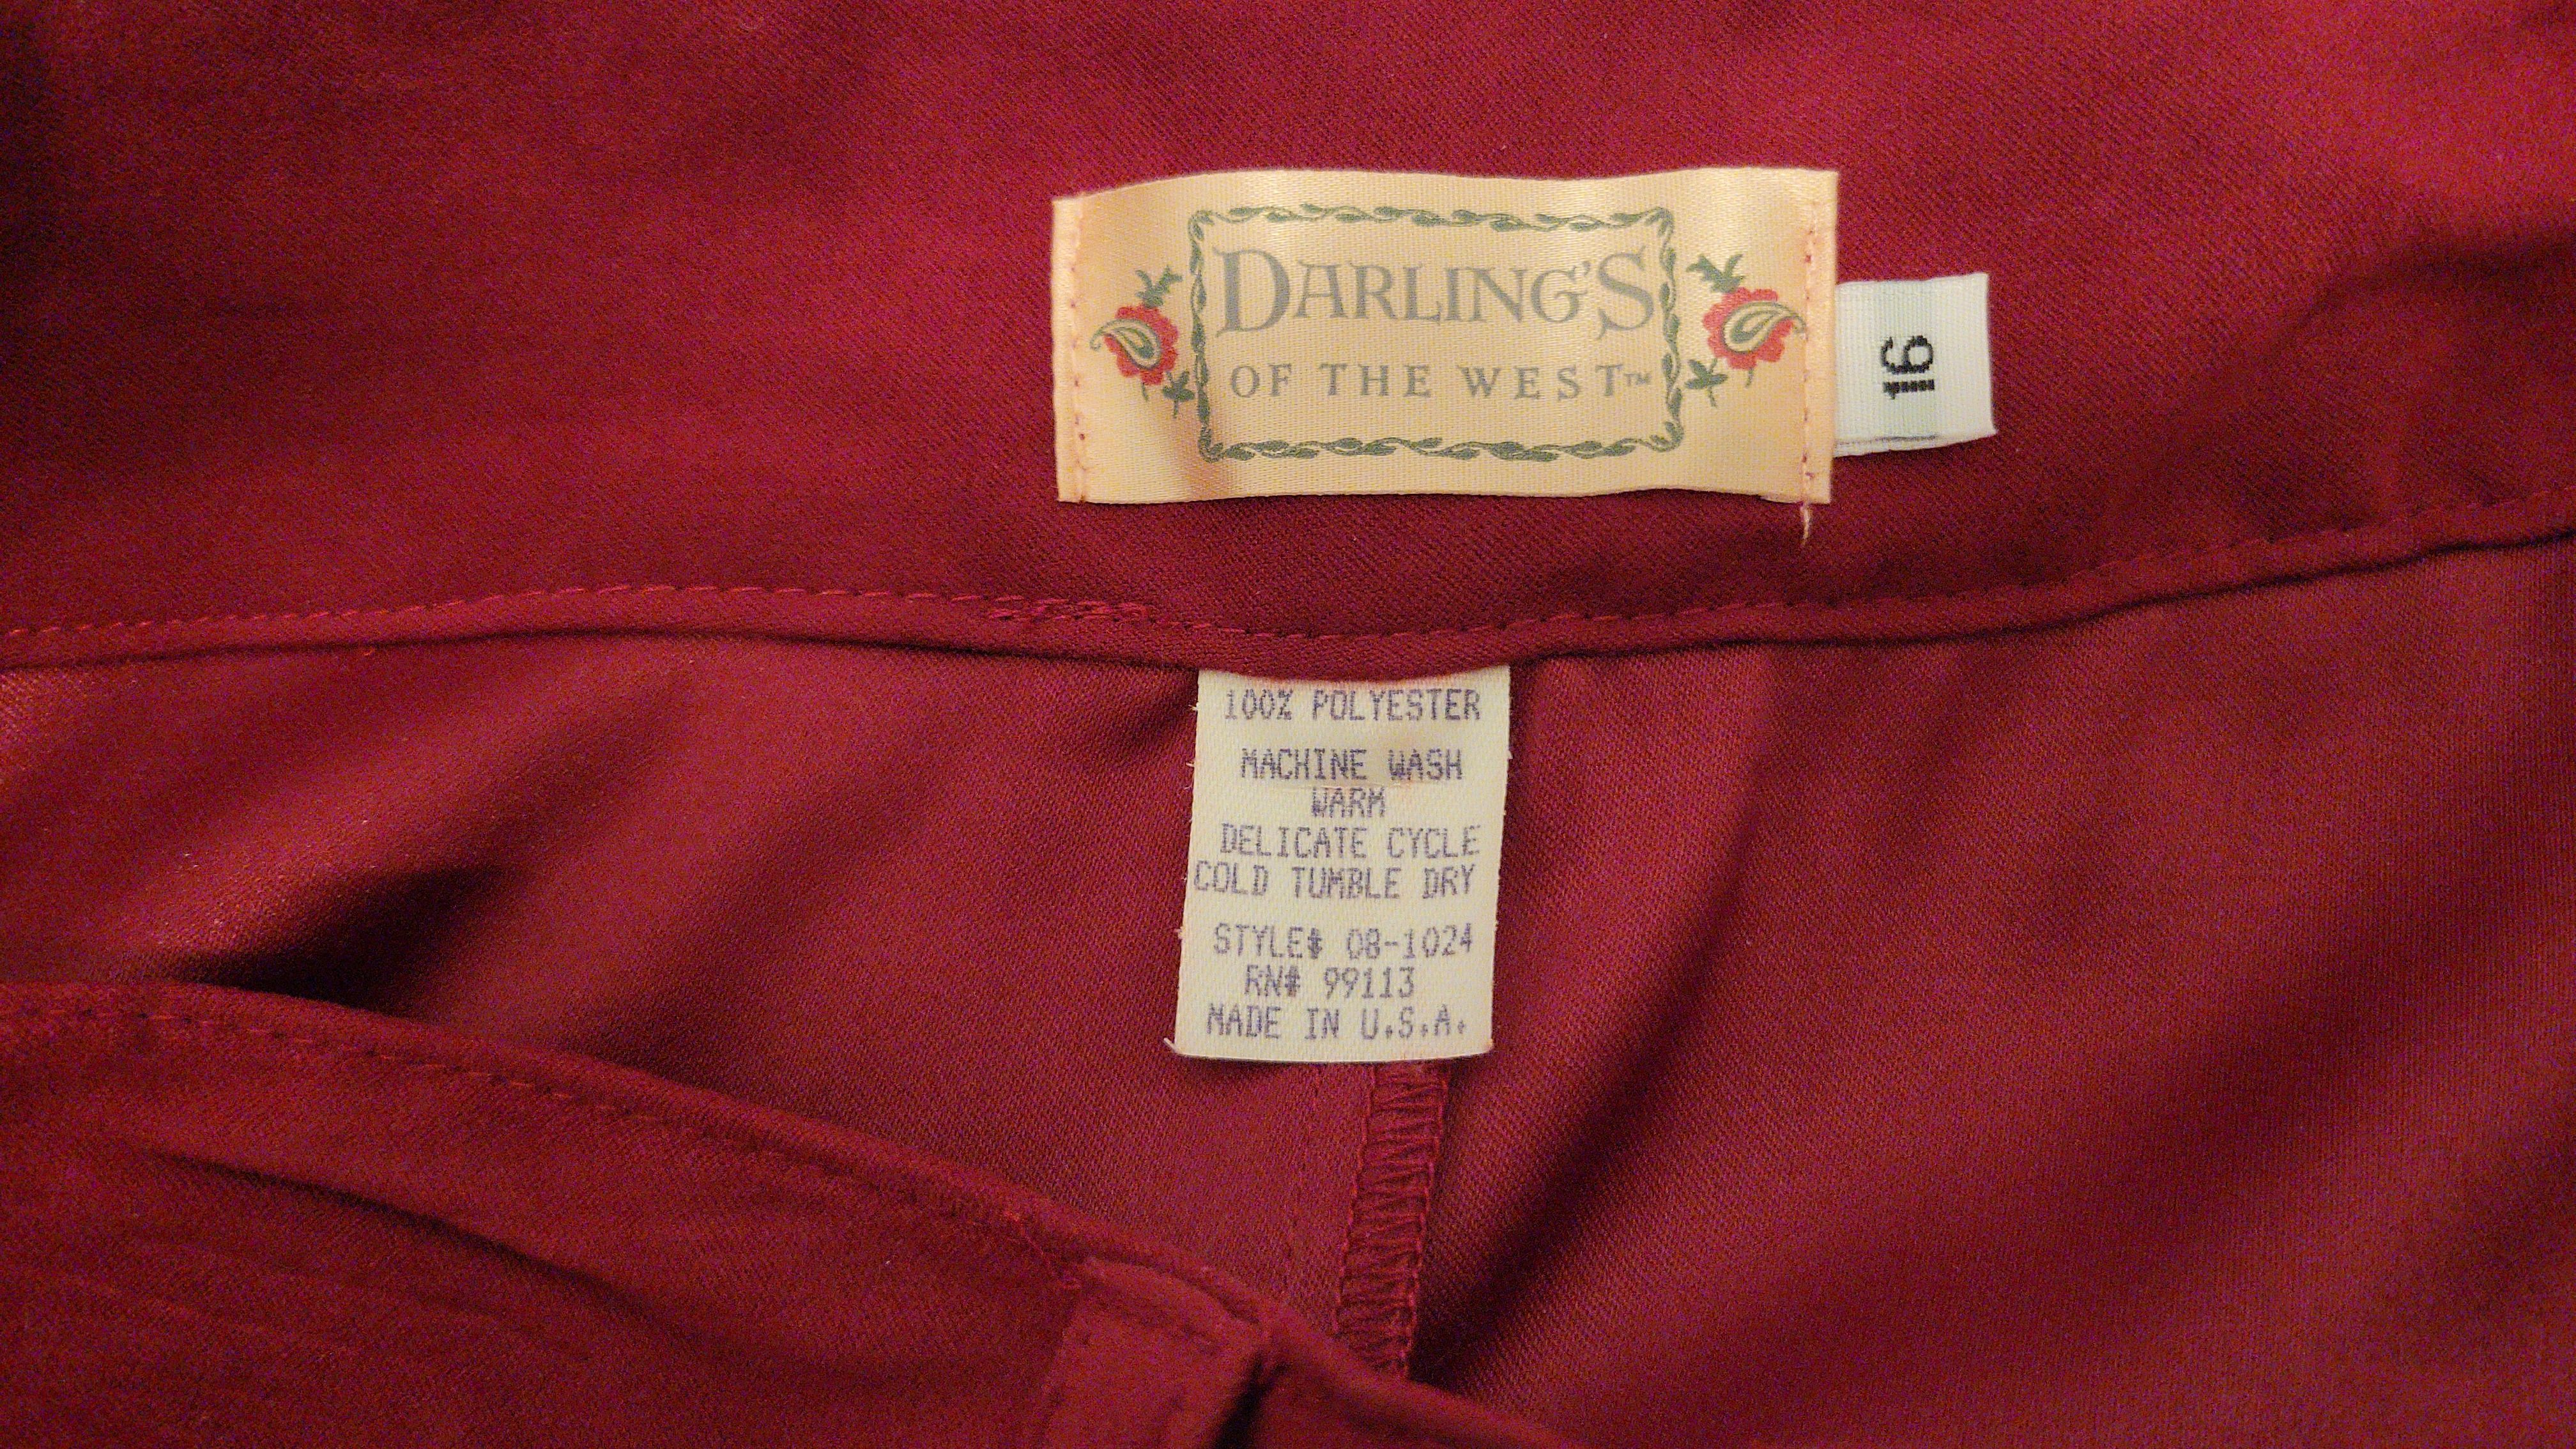 DARLING'S
OF THE WEST™
16
100% POLYESTER
MACHINE WASH
WARM
DELICATE CYCLE
COLD TUMBLE DRY
STYLE# 08-1024
RN# 99113
MADE IN U.S.A.